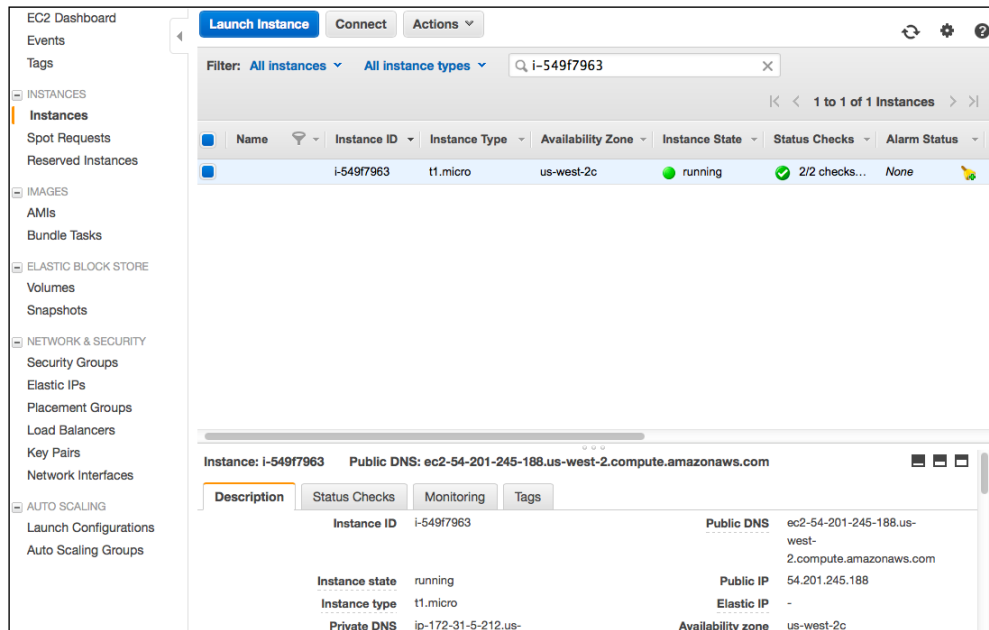 EC2 Dashboard
Events
Tags
INSTANCES
Instances
Spot Requests
Reserved Instances
IMAGES
AMIs
Bundle Tasks
ELASTIC BLOCK STORE
Volumes
Snapshots
NETWORK & SECURITY
Security Groups
Elastic IPs
Placement Groups
Load Balancers
Key Pairs
Network Interfaces
AUTO SCALING
Launch Configurations
Auto Scaling Groups
Launch Instance Connect Actions
Filter: All instances All instance types i-549f7963
1 to 1 of 1 Instances
Name Instance ID Instance Type Availability Zone Instance State Status Checks Alarm Status
i-549f7963 t1.micro us-west-2c running 2/2 checks... None
Instance: i-549f7963 Public DNS: ec2-54-201-245-188.us-west-2.compute.amazonaws.com
Description Status Checks Monitoring Tags
Instance ID i-549f7963 Public DNS ec2-54-201-245-188.us-
west-
2.compute.amazonaws.com
Instance state running Public IP 54.201.245.188
Instance type t1.micro Elastic IP -
Private DNS ip-172-31-5-212.us- Availability zone us-west-2c